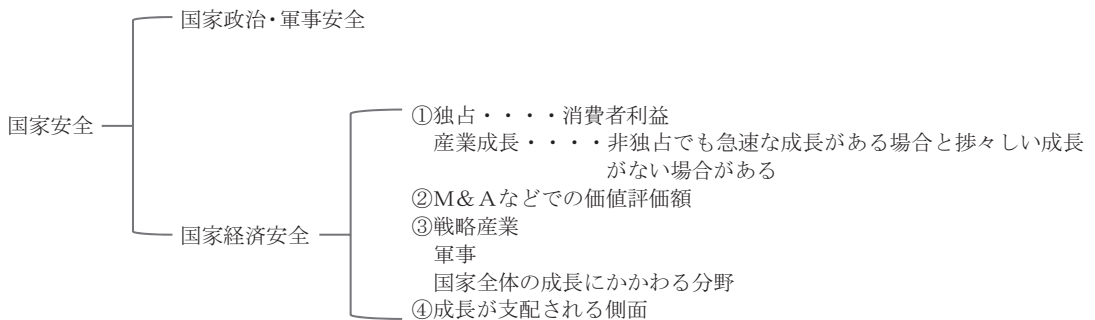 国家政治・軍事安全
国家安全
①独占・・・・消費者利益
産業成長・・・・非独占でも急速な成長がある場合と捗々しい成長
がない場合がある
②M&Aなどでの価値評価額
③戦略産業
国家経済安全
軍事
国家全体の成長にかかわる分野
④成長が支配される側面